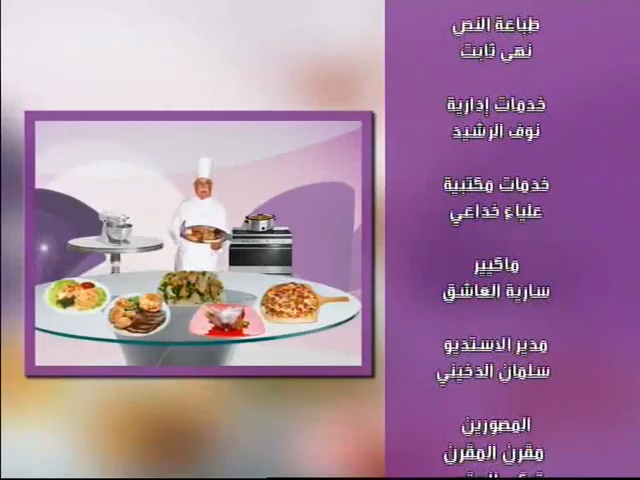 طباعة النص
نهى ثابت
خدمات إدارية
نوف الرشيد
خدمات مكتبية
علياء خداعي
ماكيير
سارية العاشق
مدير الاستديو
سلمان الدخيني
المصورين
مقرن المقرن